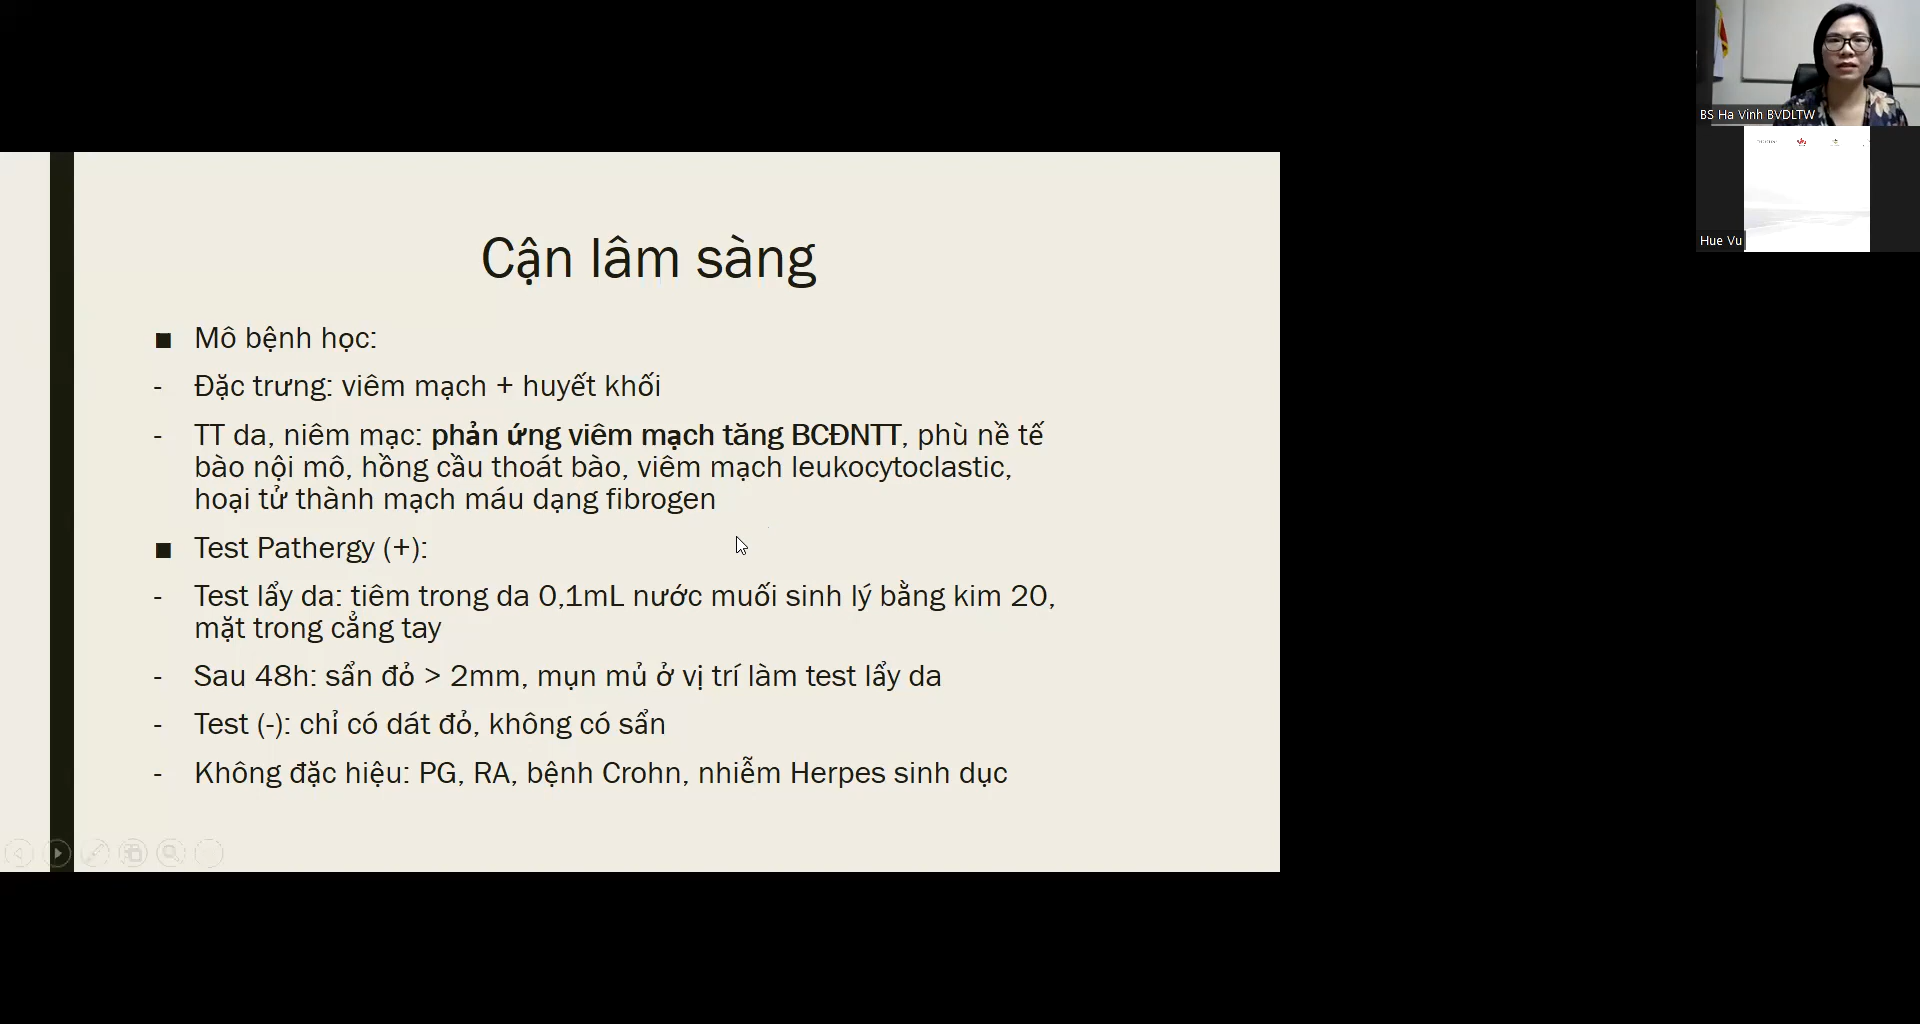 BS Ha Vinh BVDLTW
Hue Vu
Cận lâm sàng
■ Mô bệnh học:
- Đặc trưng: viêm mạch + huyết khối
- TT da, niêm mạc: phản ứng viêm mạch tăng BCĐNTT, phù nề tế
bào nội mô, hồng cầu thoát bào, viêm mạch leukocytoclastic,
hoại tử thành mạch máu dạng fibrogen
■ Test Pathergy (+):
- Test lẩy da: tiêm trong da 0,1mL nước muối sinh lý bằng kim 20,
mặt trong cẳng tay
- Sau 48h: sẩn đỏ > 2mm, mụn mủ ở vị trí làm test lẩy da
- Test (-): chỉ có dát đỏ, không có sẩn
- Không đặc hiệu: PG, RA, bệnh Crohn, nhiễm Herpes sinh dục